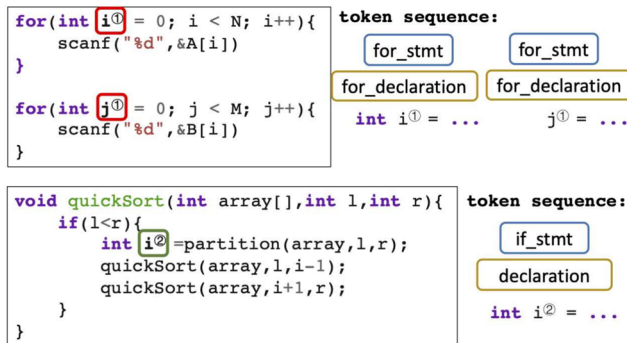 for(int i① = 0; i < N; i++){
scanf("%d",&A[i])
}
for(int j① = 0; j < M; j++){
scanf("%d",&B[i])
}
token sequence:
for_stmt for_stmt
for_declaration for_declaration
int i① = ... j① = ...
void quickSort(int array[],int l,int r){
if(l<r){
int i② =partition(array,l,r);
quickSort(array,l,i-1);
quickSort(array,i+1,r);
}
}
token sequence:
if_stmt
declaration
int i② = ...